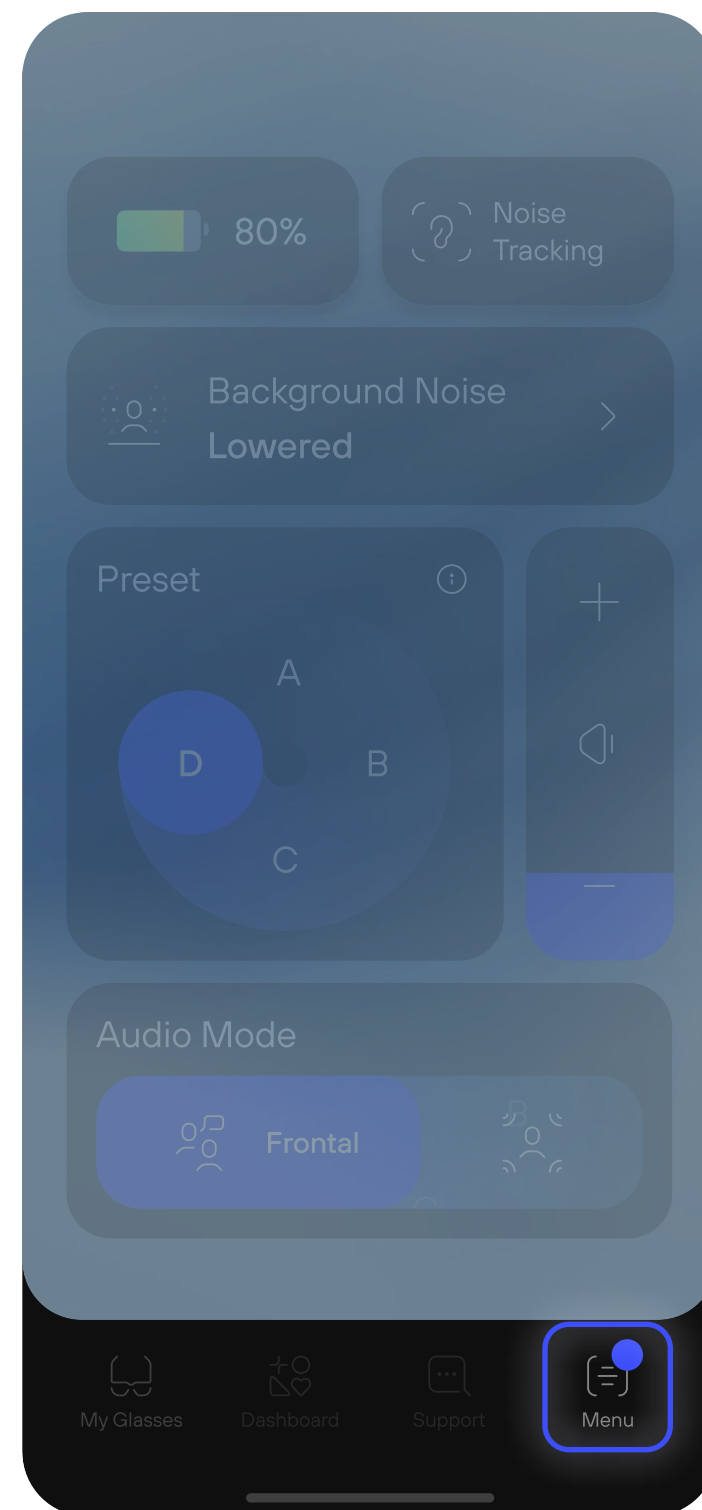 80%
Noise
Tracking
Background Noise
Lowered
Preset
A
D
B
C
Audio Mode
Frontal
B
C
My Glasses
Dashboard
Support
Menu